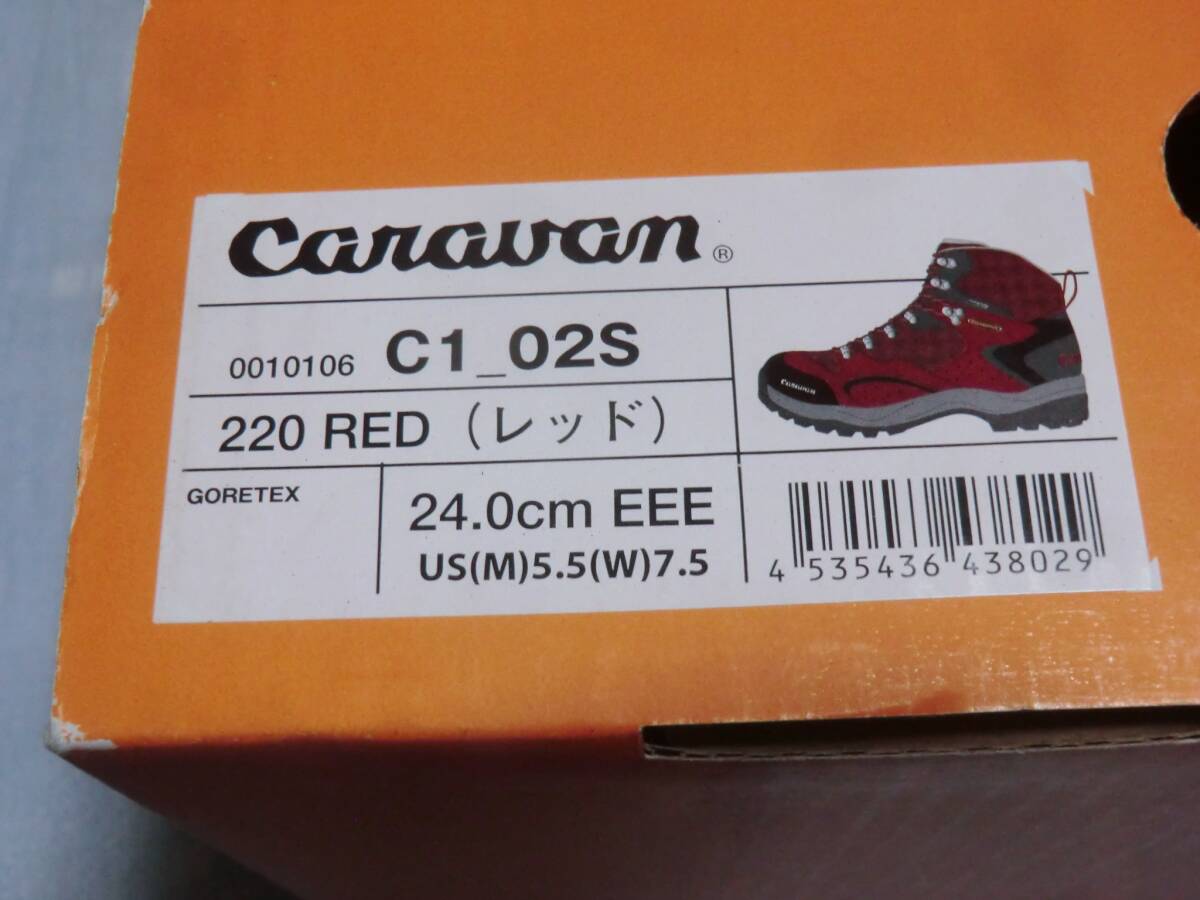 Caravan®
0010106 C1_02S
220 RED (レッド)
GORETEX
24.0cm EEE
US(M)5.5(W)7.5
CARAVAN
4 535436 438029